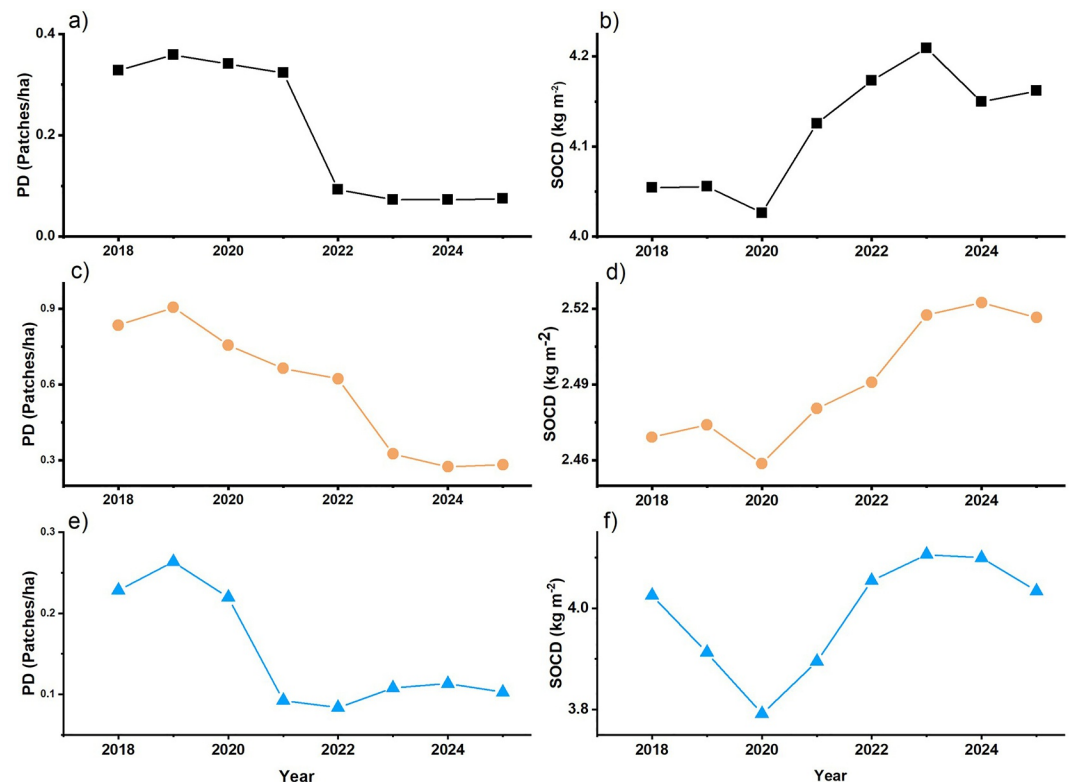 a)
PD (Patches/ha)
0.4
0.2
0.0
2018 2020 2022 2024
b)
SOCD (kg m-2)
4.2
4.1
4.0
2018 2020 2022 2024
c)
PD (Patches/ha)
0.9
0.6
0.3
2018 2020 2022 2024
d)
SOCD (kg m-2)
2.52
2.49
2.46
2018 2020 2022 2024
e)
PD (Patches/ha)
0.3
0.2
0.1
2018 2020 2022 2024
Year
f)
SOCD (kg m-2)
4.0
3.8
2018 2020 2022 2024
Year